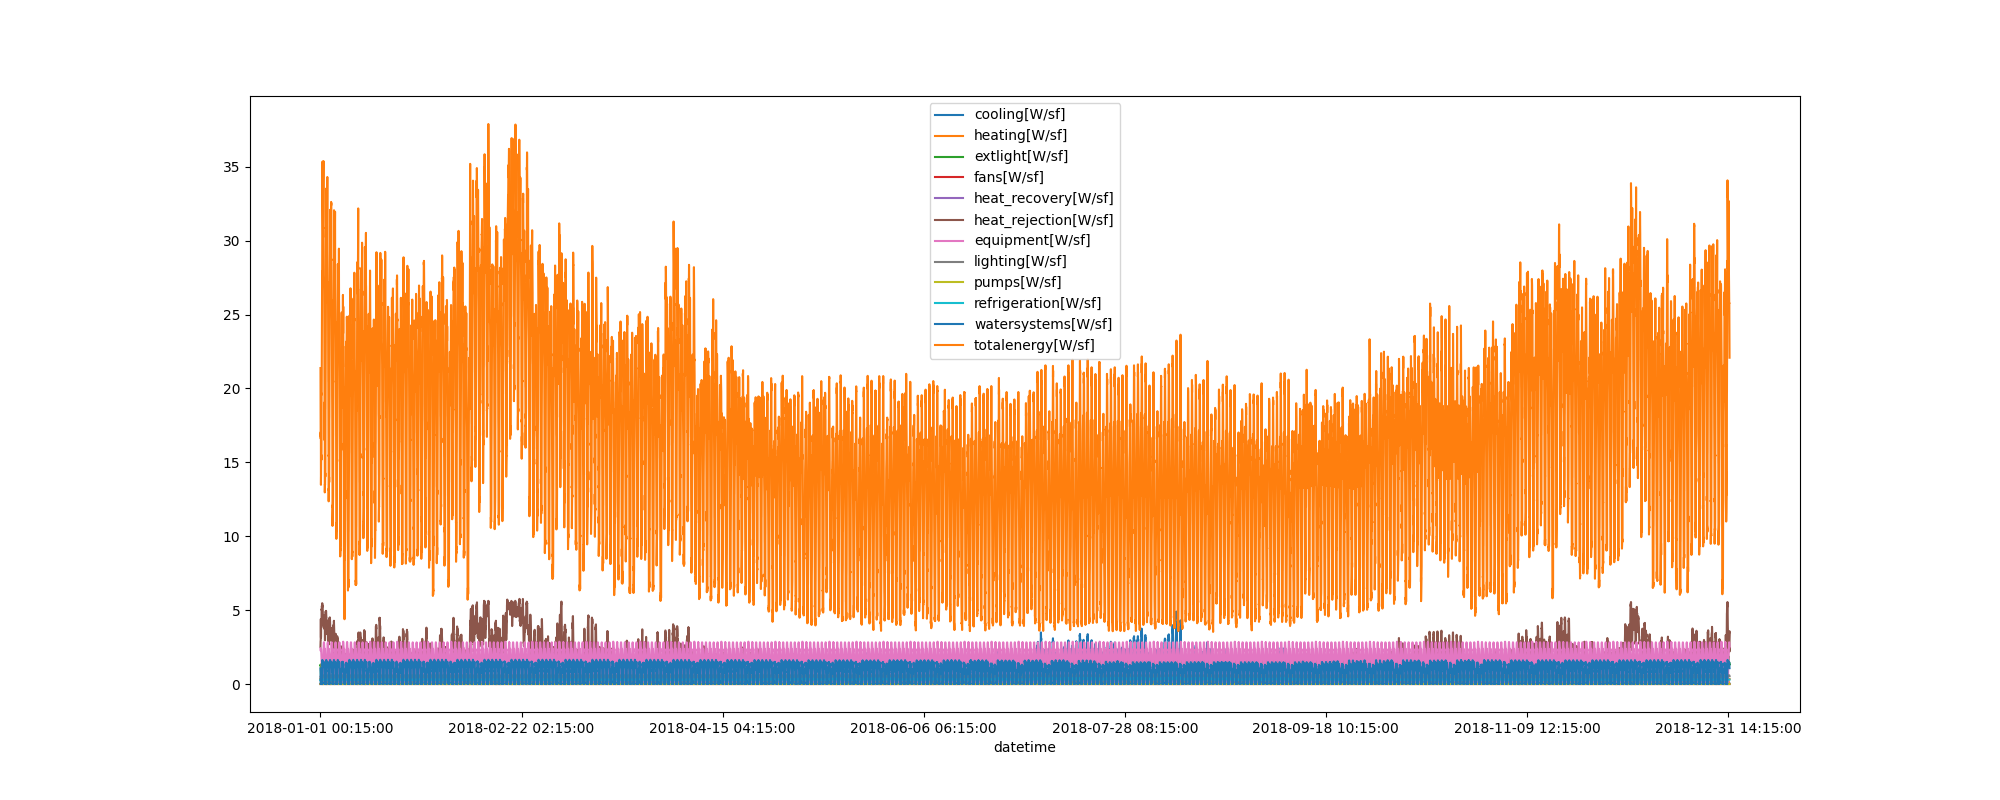 cooling[W/sf]
heating[W/sf]
extlight[W/sf]
fans[W/sf]
heat_recovery[W/sf]
heat_rejection[W/sf]
equipment[W/sf]
lighting[W/sf]
pumps[W/sf]
refrigeration[W/sf]
watersystems[W/sf]
totalenergy[W/sf]
35
30
25
20
15
10
5
0
2018-01-01 00:15:00 2018-02-22 02:15:00 2018-04-15 04:15:00 2018-06-06 06:15:00 2018-07-28 08:15:00 2018-09-18 10:15:00 2018-11-09 12:15:00 2018-12-31 14:15:00
datetime